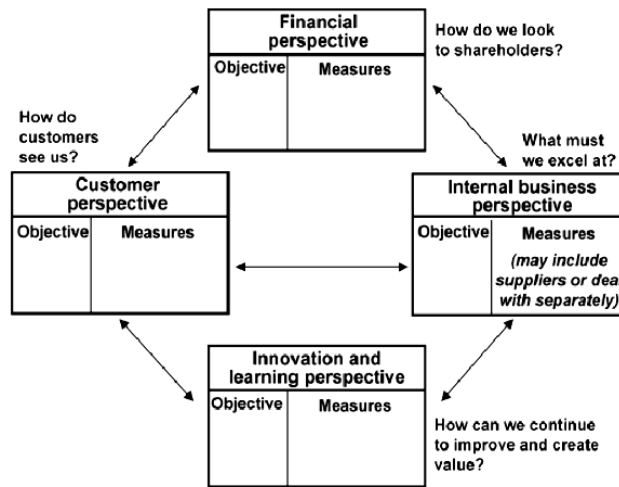 Financial
perspective
Objective Measures
How do we look
to shareholders?
How do
customers
see us?
What must
we excel at?
Customer
perspective
Objective Measures
Internal business
perspective
Objective Measures
(may include
suppliers or deal
with separately)
Innovation and
learning perspective
Objective Measures
How can we continue
to improve and create
value?